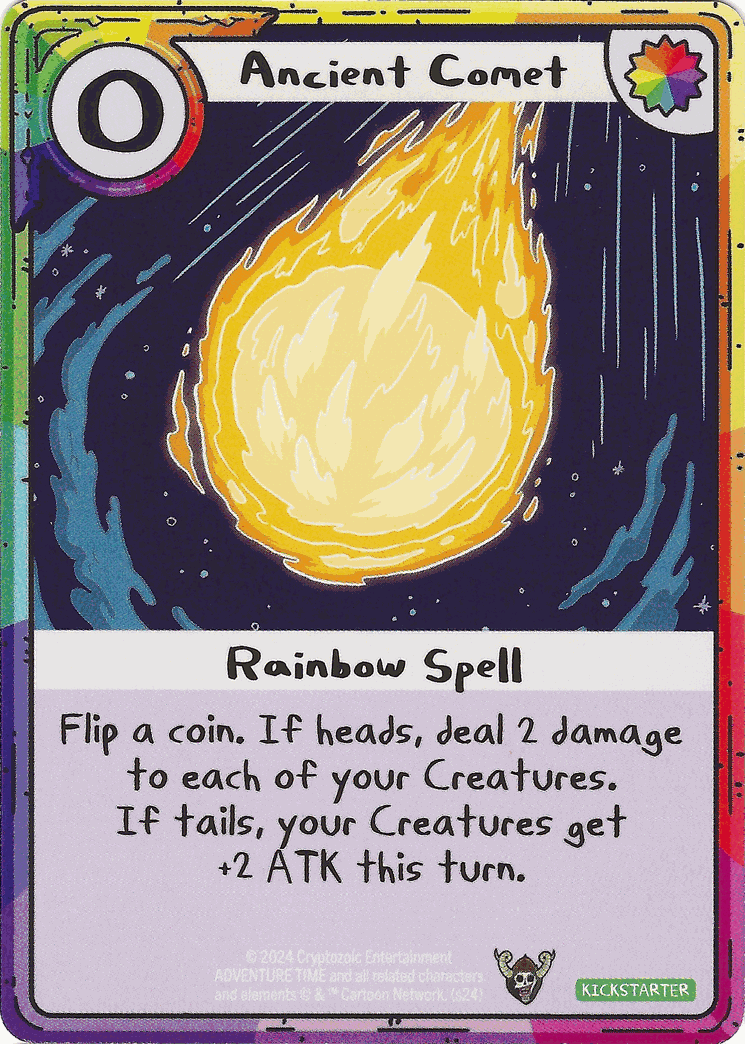 0
Ancient Comet
Rainbow Spell
Flip a coin. If heads, deal 2 damage
to each of your Creatures.
If tails, your Creatures get
+2 ATK this turn.
© 2024 Cryptozoic Entertainment
ADVENTURE TIME and all related characters
and elements © & ™ Cartoon Network. (s24)
KICKSTARTER